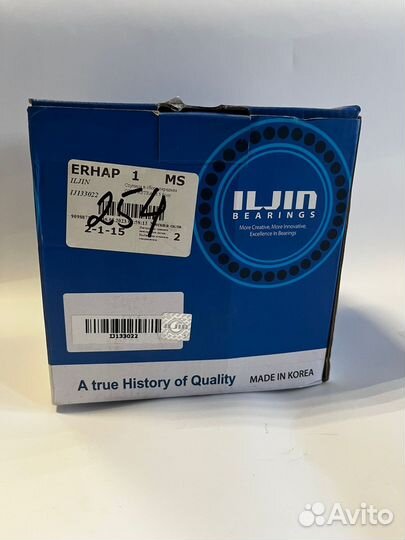 ERHAP 1 MS
ILJIN
IJ133022
254
2-1-15
2
IJ133022
ILJIN
BEARINGS
More Creative, More Innovative,
Excellence in Bearings
A true History of Quality
MADE IN KOREA
Avito